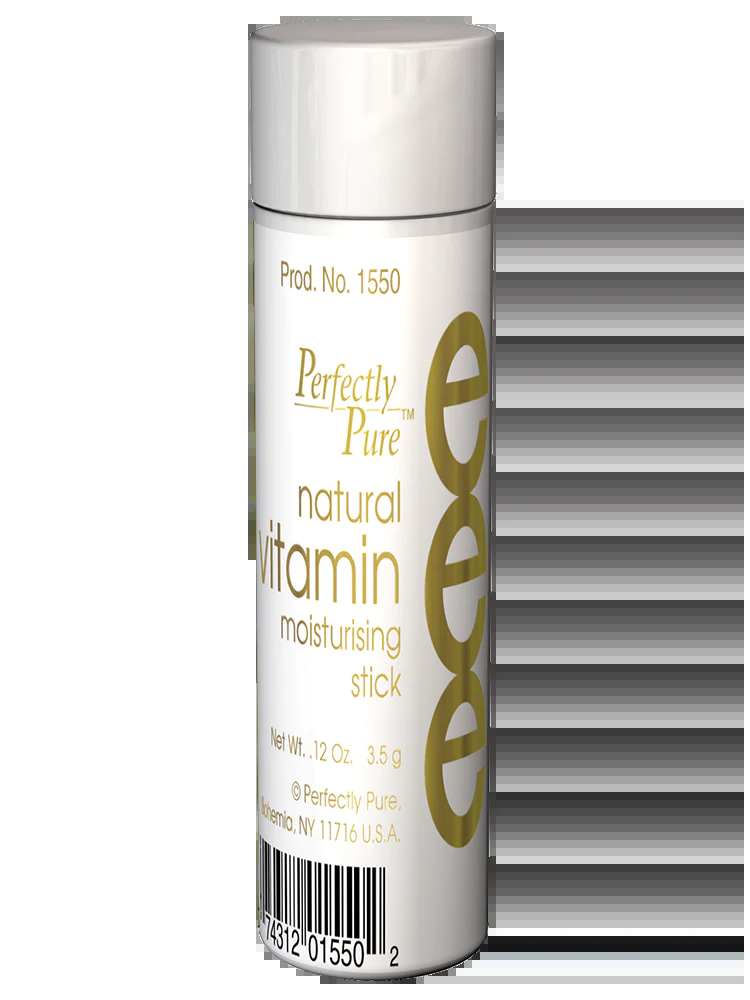 Prod. No. 1550
Perfectly
Pure™
natural
vitamin
moisturising
stick
Net Wt. .12 Oz. 3.5 g
© Perfectly Pure,
Bohemia, NY 11716 U.S.A.
eee
74312 01550 2